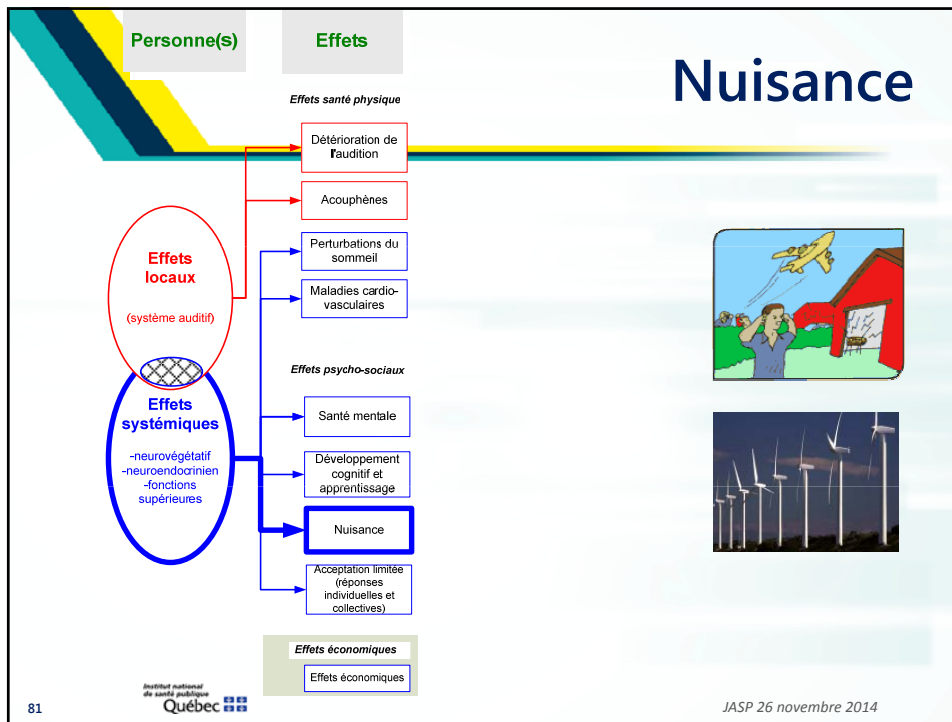 Personne(s)
Effets
Nuisance
Effets santé physique
Détérioration de
l'audition
Acouphènes
Effets
locaux
(système auditif)
Perturbations du
sommeil
Maladies cardio-
vasculaires
Effets psycho-sociaux
Effets
systémiques
-neurovégétatif
-neuroendocrinien
-fonctions
supérieures
Santé mentale
Développement
cognitif et
apprentissage
Nuisance
Acceptation limitée
(réponses
individuelles et
collectives)
Effets économiques
Effets économiques
81
Institut national
de santé publique
Québec
JASP 26 novembre 2014